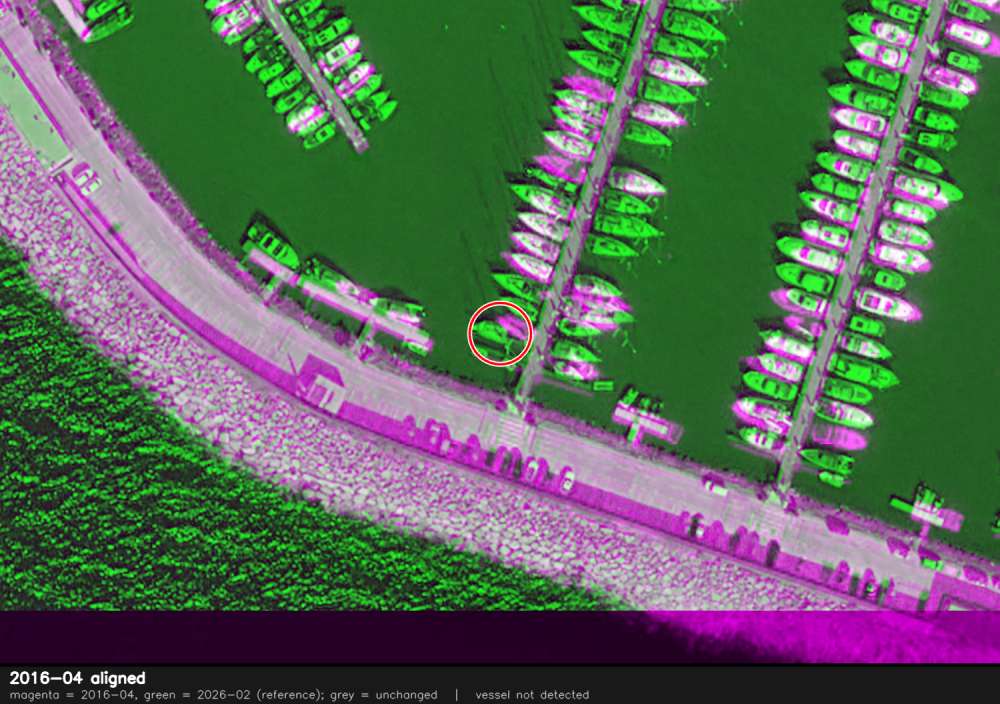 2016-04 aligned
magenta = 2016-04, green = 2026-02 (reference); grey = unchanged | vessel not detected